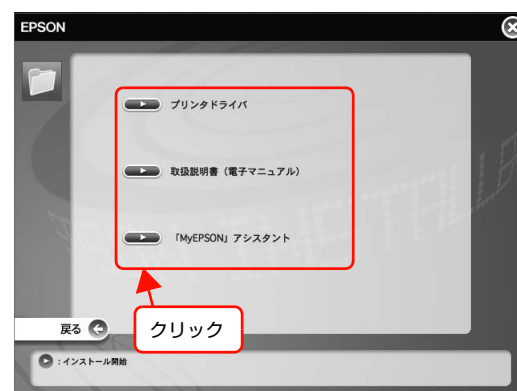 EPSON
プリンタドライバ
取扱説明書（電子マニュアル）
「MyEPSON」アシスタント
戻る
クリック
：インストール開始